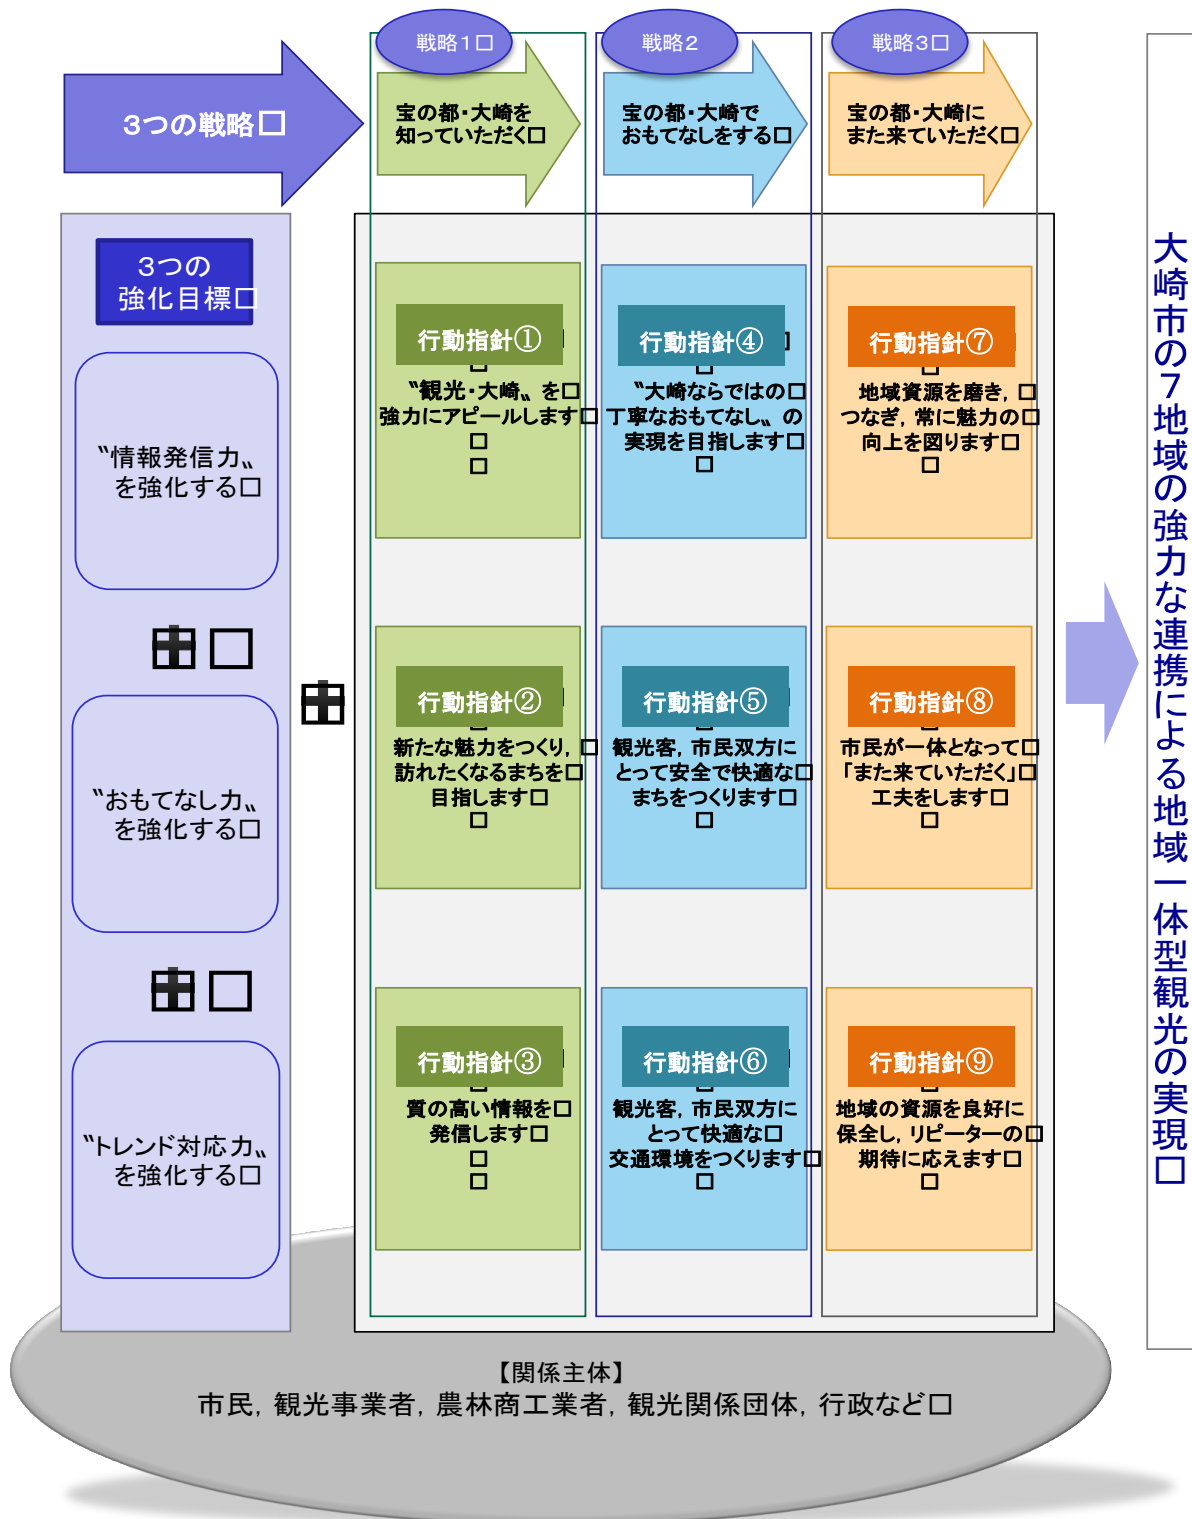 戦略1
戦略2
戦略3
3つの戦略
宝の都・大崎を
知っていただく
宝の都・大崎で
おもてなしをする
宝の都・大崎に
また来ていただく
3つの
強化目標
〝情報発信力〟
を強化する
〝おもてなし力〟
を強化する
〝トレンド対応力〟
を強化する
行動指針①
〝観光・大崎〟を
強力にアピールします
行動指針④
〝大崎ならではの
丁寧なおもてなし〟の
実現を目指します
行動指針⑦
地域資源を磨き，
つなぎ，常に魅力の
向上を図ります
行動指針②
新たな魅力をつくり，
訪れたくなるまちを
目指します
行動指針⑤
観光客，市民双方に
とって安全で快適な
まちをつくります
行動指針⑧
市民が一体となって
「また来ていただく」
工夫をします
行動指針③
質の高い情報を
発信します
行動指針⑥
観光客，市民双方に
とって快適な
交通環境をつくります
行動指針⑨
地域の資源を良好に
保全し，リピーターの
期待に応えます
大崎市の7地域の強力な連携による地域一体型観光の実現
【関係主体】
市民，観光事業者，農林商工業者，観光関係団体，行政など